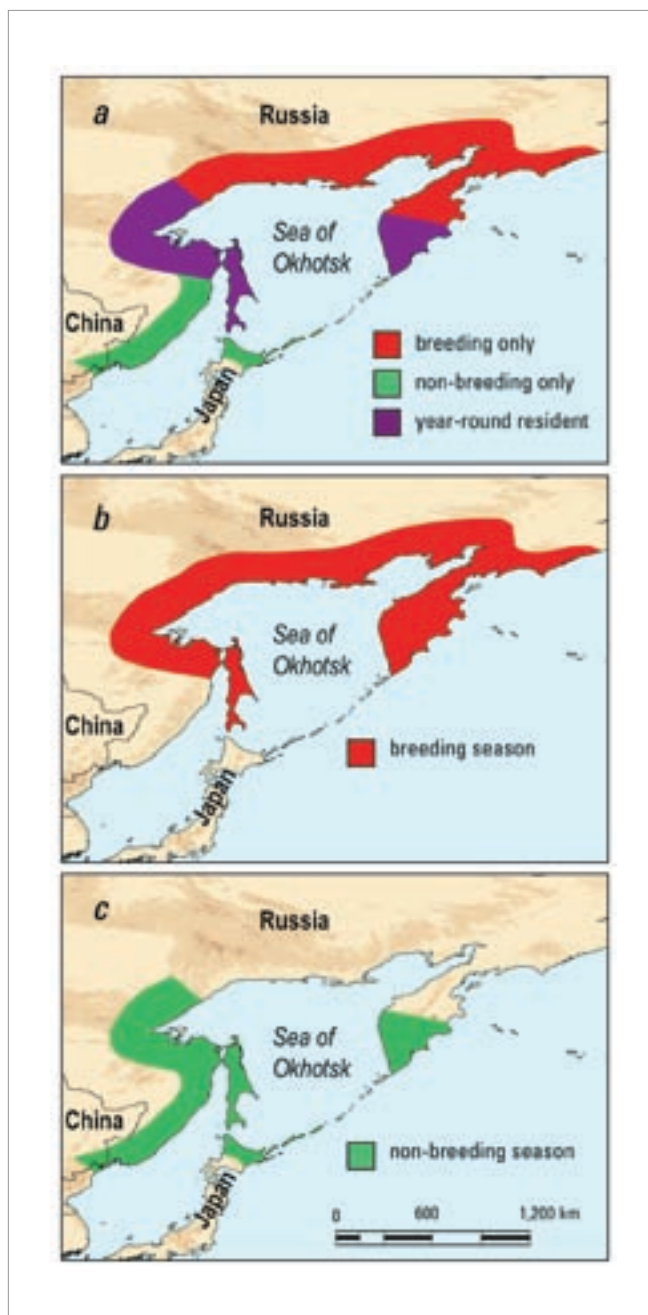 a
Russia
Sea of
Okhotsk
China
Japan
breeding only
non-breeding only
year-round resident
b
Russia
Sea of
Okhotsk
China
Japan
breeding season
c
Russia
Sea of
Okhotsk
China
Japan
non-breeding season
0 600 1,200 km